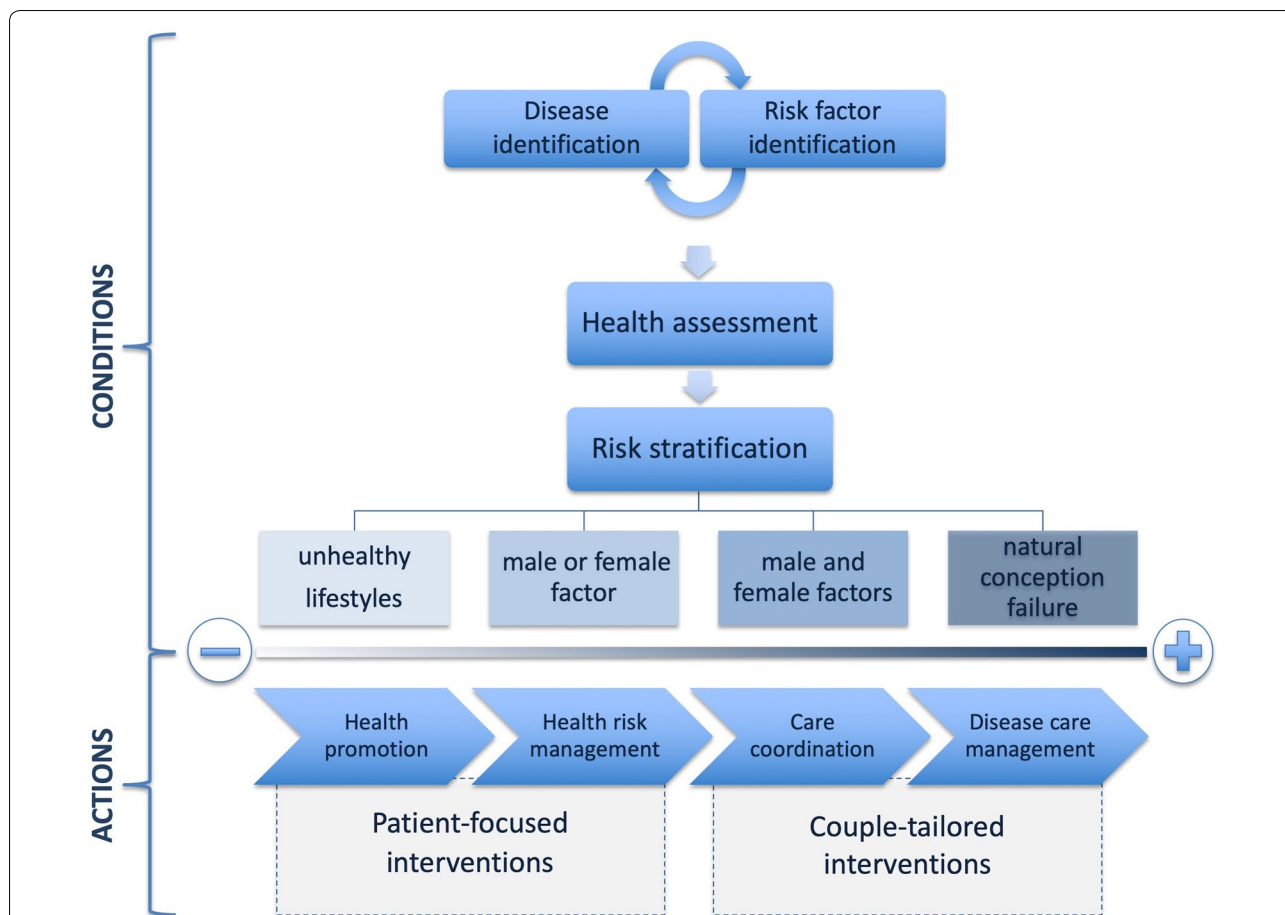 CONDITIONS
Disease
identification
Risk factor
identification
Health assessment
Risk stratification
unhealthy
lifestyles
male or female
factor
male and
female factors
natural
conception
failure
ACTIONS
Health
promotion
Health risk
management
Care
coordination
Disease care
management
Patient-focused
interventions
Couple-tailored
interventions